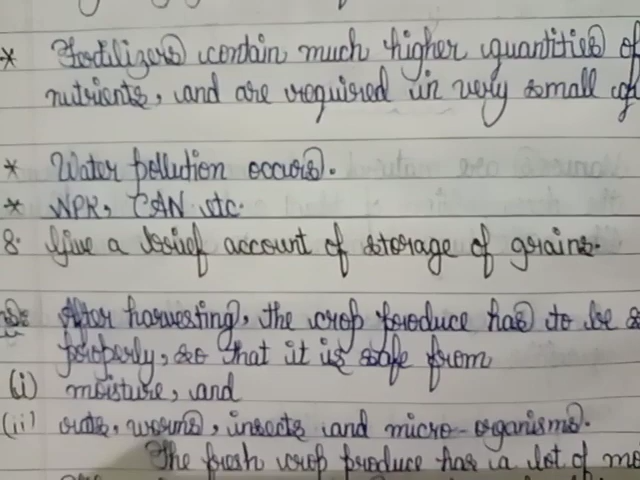 * Fertilizers contain much higher quantities of
nutrients, and are required in very small
* Water pollution occurs.
* NPK, CAN etc.
8. Give a brief account of storage of grains.
After harvesting, the crop produce has to be
properly, so that it is safe from
(i) moisture, and
(ii) rats, worms, insects and micro-organisms.
The fresh crop produce has a lot of